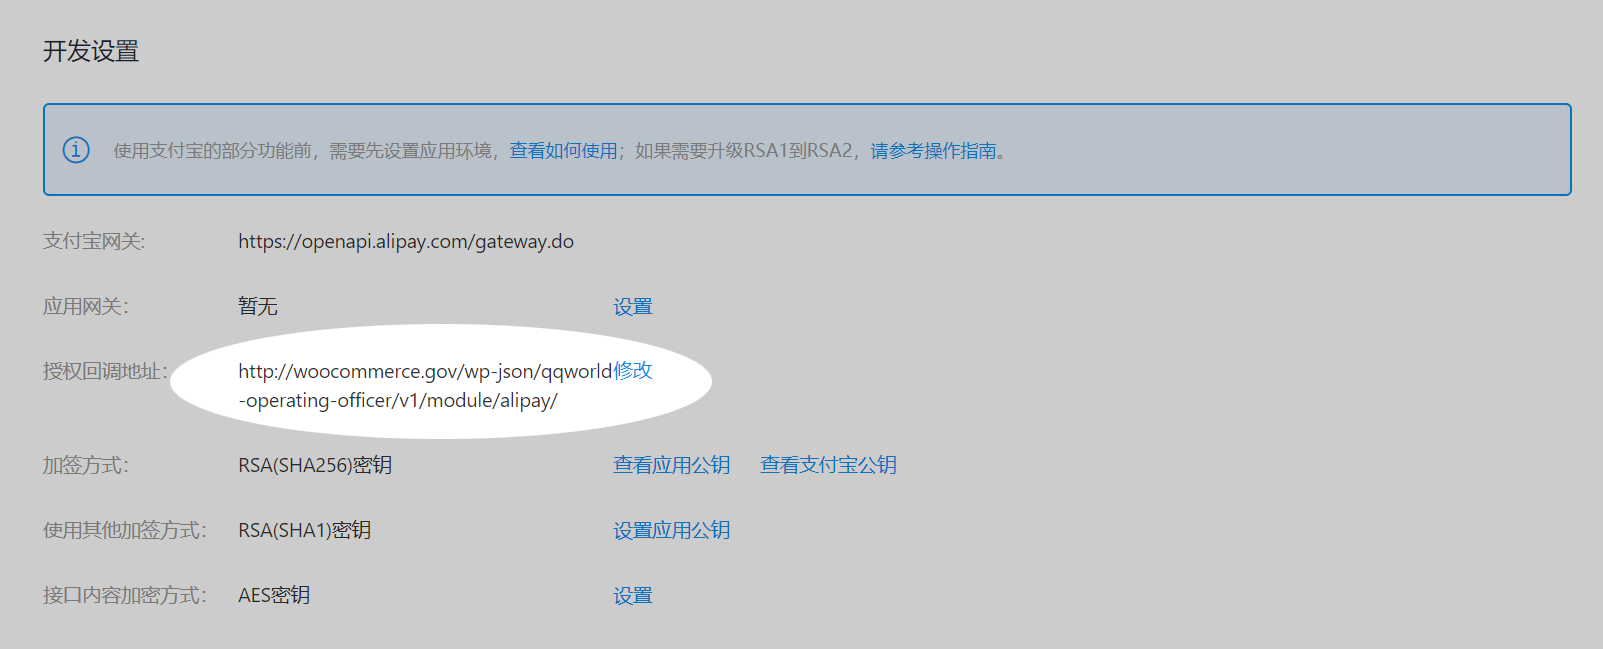 开发设置
使用支付宝的部分功能前，需要先设置应用环境，查看如何使用；如果需要升级RSA1到RSA2，请参考操作指南。
支付宝网关: https://openapi.alipay.com/gateway.do
应用网关： 暂无 设置
授权回调地址： http://woocommerce.gov/wp-json/qqworld修改
-operating-officer/v1/module/alipay/
加签方式： RSA(SHA256)密钥 查看应用公钥 查看支付宝公钥
使用其他加签方式： RSA(SHA1)密钥 设置应用公钥
接口内容加密方式： AES密钥 设置